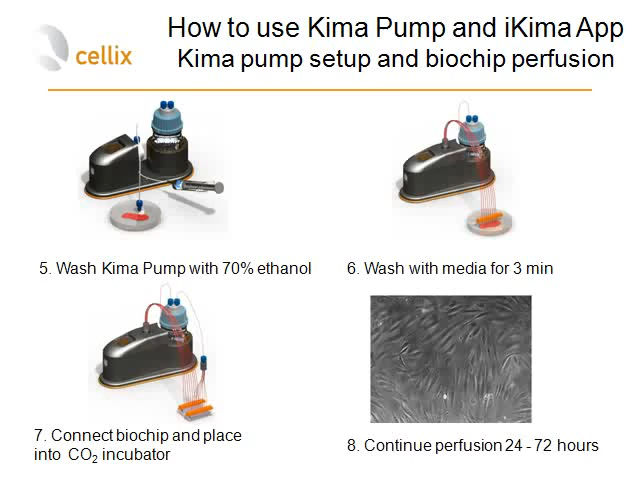 cellix
How to use Kima Pump and iKima App
Kima pump setup and biochip perfusion
5. Wash Kima Pump with 70% ethanol
6. Wash with media for 3 min
7. Connect biochip and place
into CO₂ incubator
8. Continue perfusion 24 - 72 hours